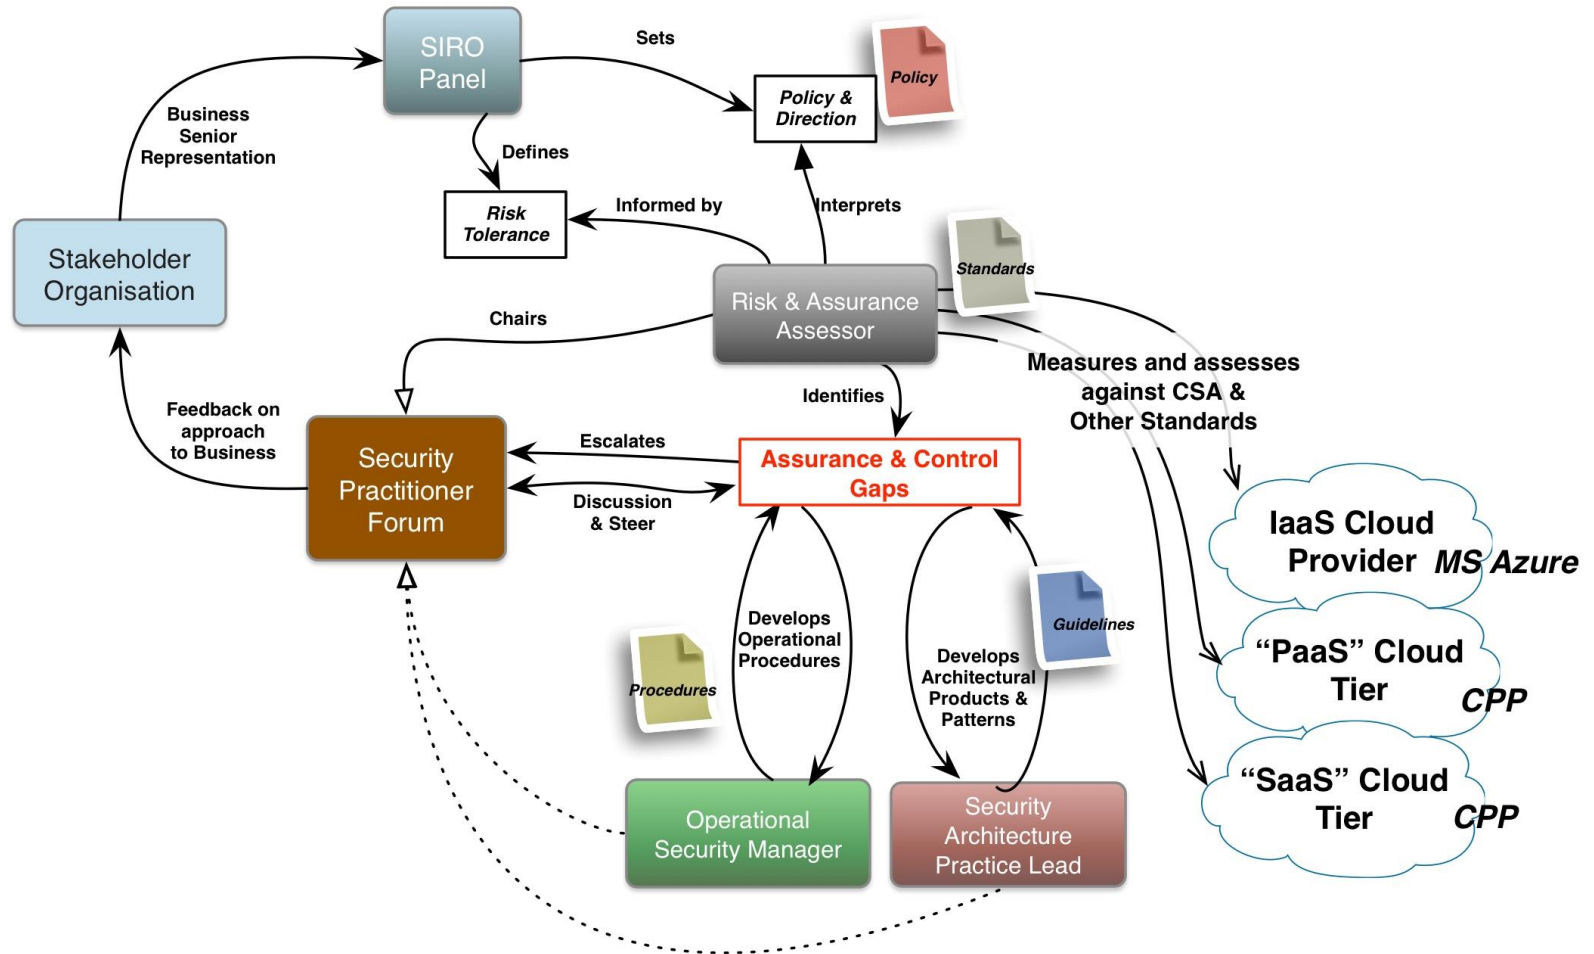 SIRO
Panel
Sets
Policy
Policy &
Direction
Business
Senior
Representation
Defines
Risk
Tolerance
Informed by
Interprets
Standards
Stakeholder
Organisation
Risk & Assurance
Assessor
Chairs
Measures and assesses
against CSA &
Other Standards
Identifies
Feedback on
approach
to Business
Escalates
Assurance & Control
Gaps
Security
Practitioner
Forum
Discussion
& Steer
IaaS Cloud
Provider MS Azure
Develops
Operational
Procedures
Guidelines
Procedures
Develops
Architectural
Products &
Patterns
“PaaS” Cloud
Tier
CPP
“SaaS” Cloud
Tier
CPP
Operational
Security Manager
Security
Architecture
Practice Lead